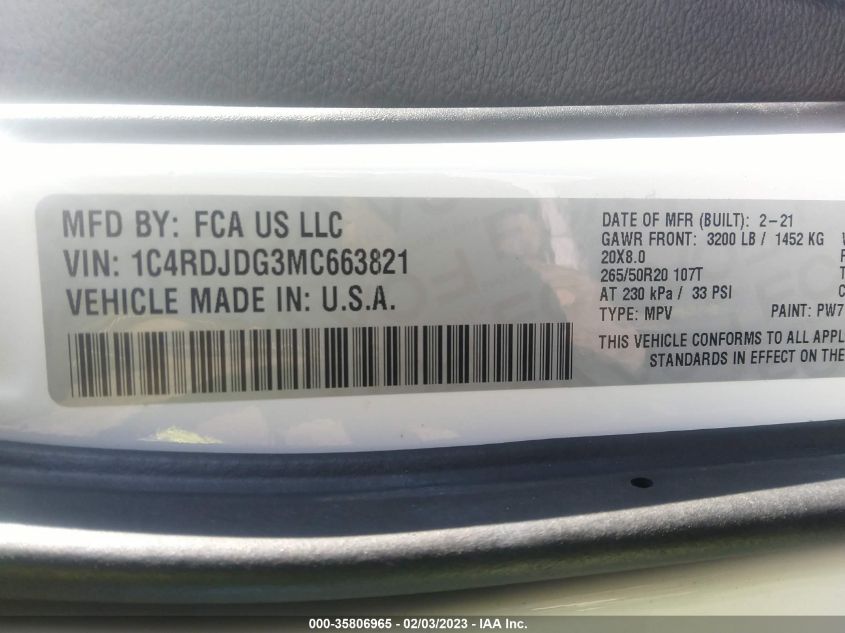 MFD BY: FCA US LLC
VIN: 1C4RDJDG3MC663821
VEHICLE MADE IN: U.S.A.
DATE OF MFR (BUILT): 2-21
GAWR FRONT: 3200 LB / 1452 KG
20X8.0
265/50R20 107T
AT 230 kPa / 33 PSI
TYPE: MPV PAINT: PW7
THIS VEHICLE CONFORMS TO ALL APPL
STANDARDS IN EFFECT ON THE
000-35806965 - 02/03/2023 - IAA Inc.